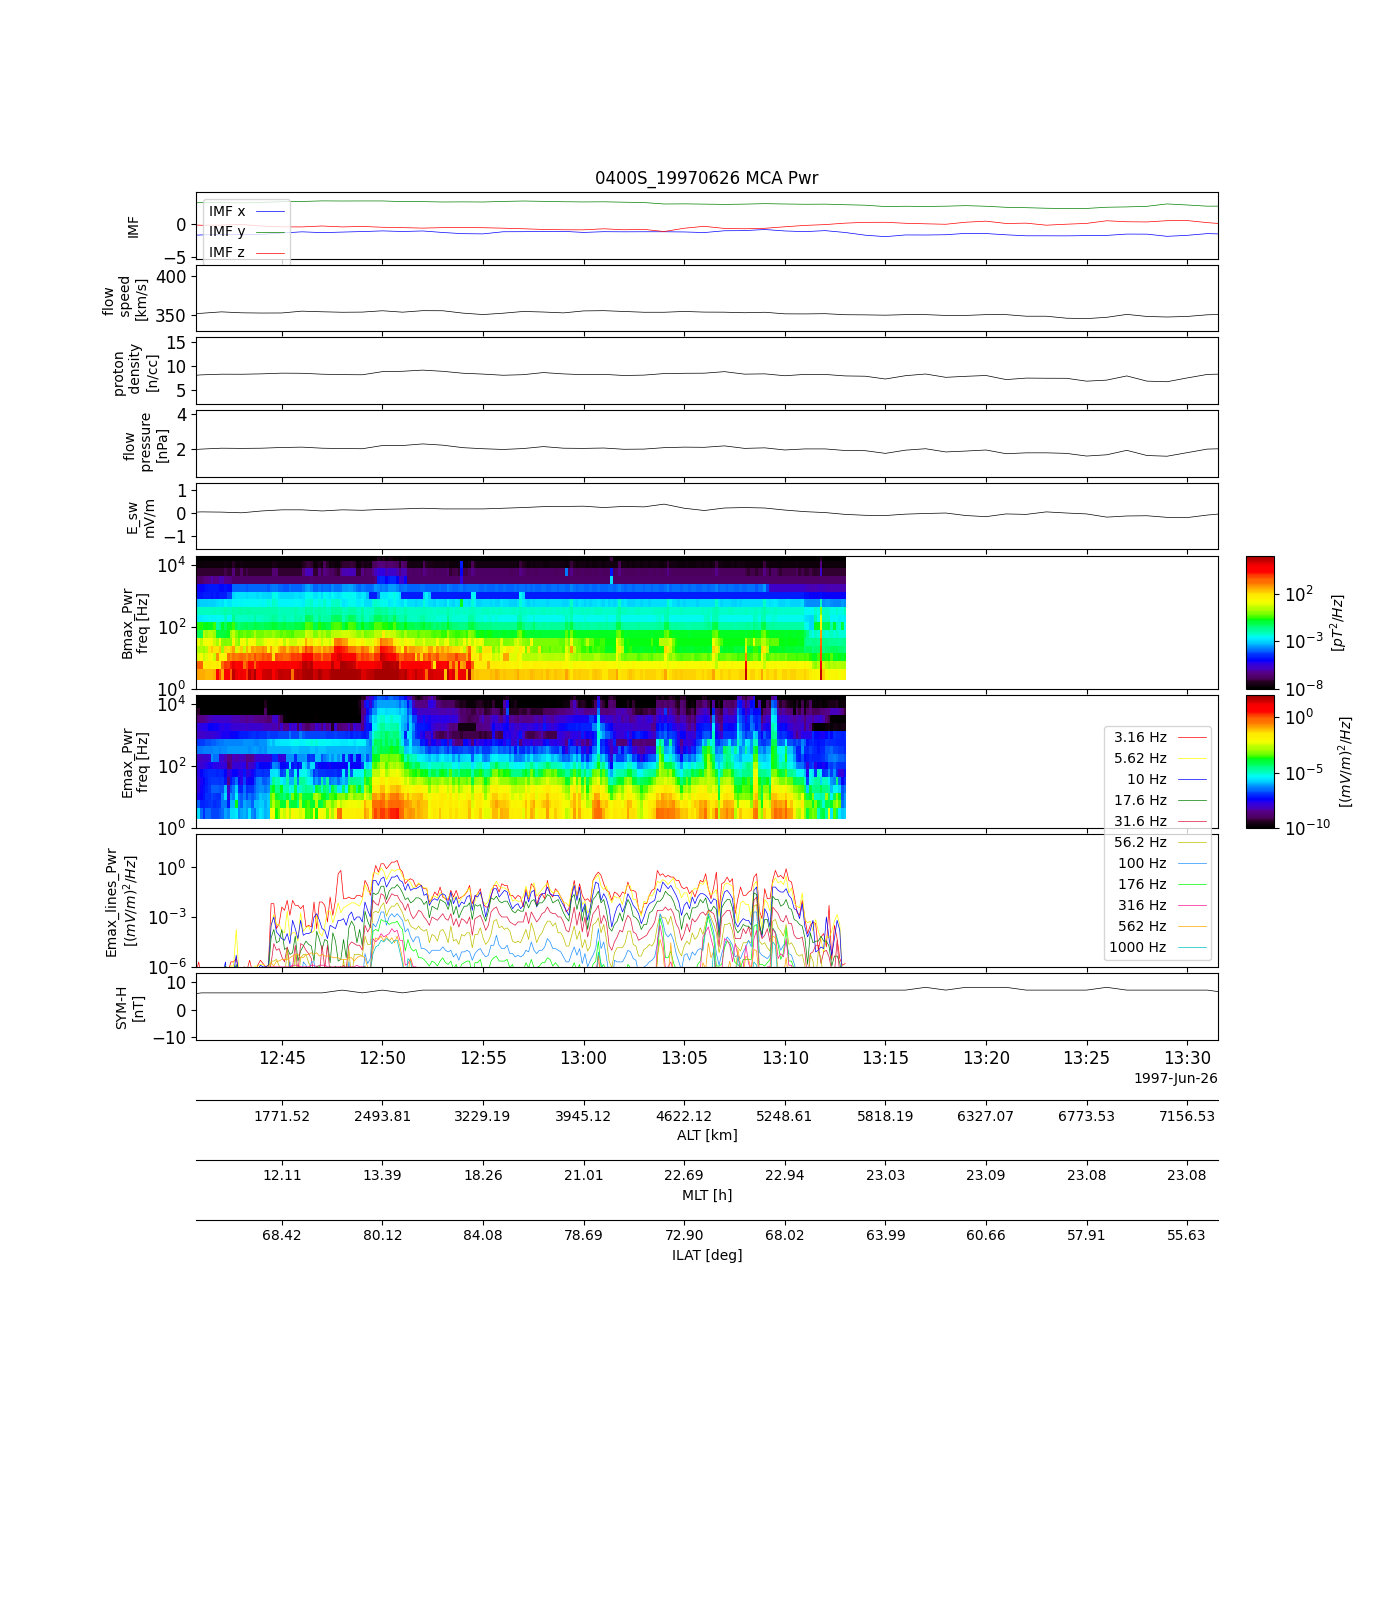 0400S_19970626 MCA Pwr
IMF
0
−5
IMF x
IMF y
IMF z
flow
speed
[km/s]
400
350
proton
density
[n/cc]
15
10
5
flow
pressure
[nPa]
4
2
E_sw
mV/m
1
0
−1
Bmax_Pwr
freq [Hz]
10^4
10^2
10^0
10^2
10^−3
10^−8
[pT^2/Hz]
Emax_Pwr
freq [Hz]
10^4
10^2
10^0
10^0
10^−5
10^−10
[(mV/m)^2/Hz]
3.16 Hz
5.62 Hz
10 Hz
17.6 Hz
31.6 Hz
56.2 Hz
100 Hz
176 Hz
316 Hz
562 Hz
1000 Hz
Emax_lines_Pwr
[(mV/m)^2/Hz]
10^0
10^−3
10^−6
SYM-H
[nT]
10
0
−10
12:45 12:50 12:55 13:00 13:05 13:10 13:15 13:20 13:25 13:30
1997-Jun-26
1771.52 2493.81 3229.19 3945.12 4622.12 5248.61 5818.19 6327.07 6773.53 7156.53
ALT [km]
12.11 13.39 18.26 21.01 22.69 22.94 23.03 23.09 23.08 23.08
MLT [h]
68.42 80.12 84.08 78.69 72.90 68.02 63.99 60.66 57.91 55.63
ILAT [deg]